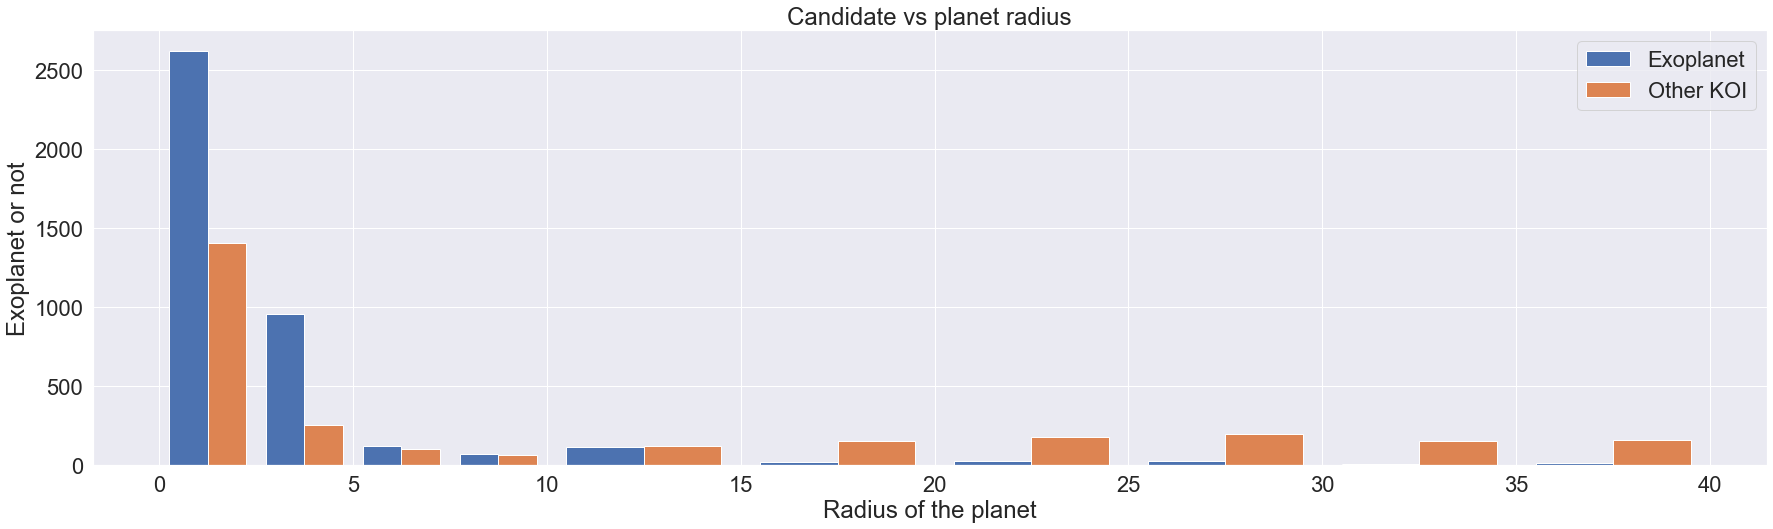 Candidate vs planet radius
Exoplanet
Other KOI
Exoplanet or not
2500
2000
1500
1000
500
0
0 5 10 15 20 25 30 35 40
Radius of the planet